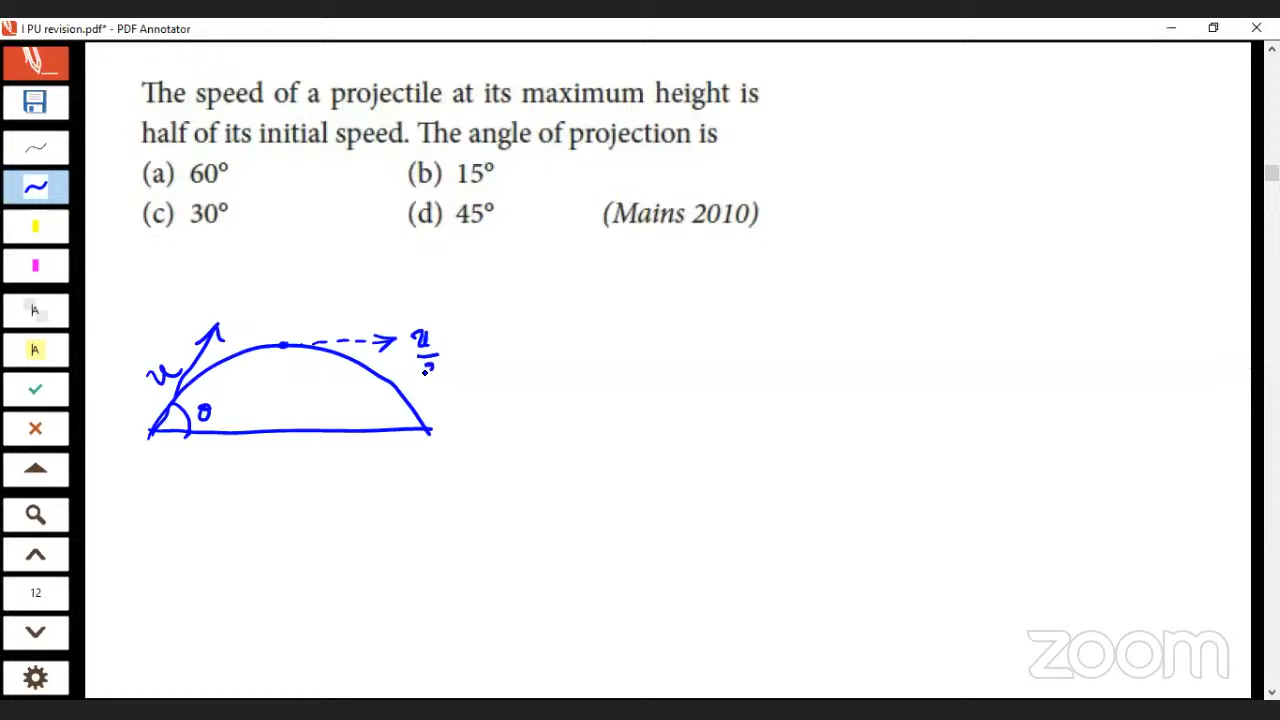 I PU revision.pdf* - PDF Annotator
The speed of a projectile at its maximum height is
half of its initial speed. The angle of projection is
(a) 60° (b) 15°
(c) 30° (d) 45° (Mains 2010)
u
2
u θ
A
A
12
zoom